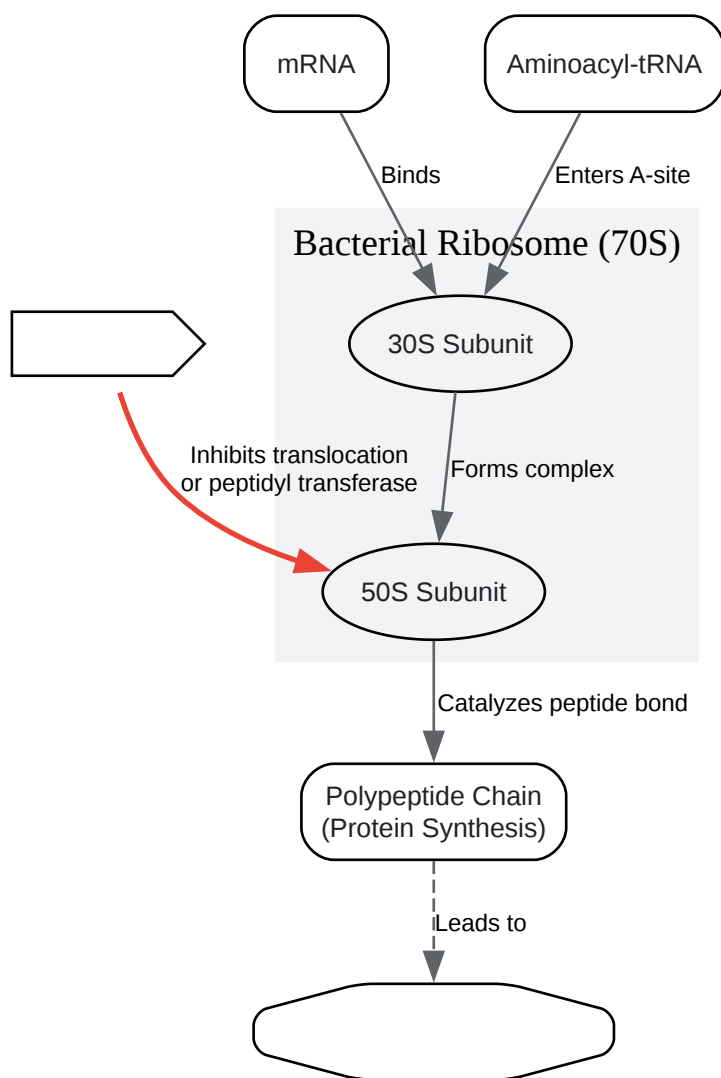 mRNA
Aminoacyl-tRNA
Binds
Enters A-site
Bacterial Ribosome (70S)
30S Subunit
Inhibits translocation
or peptidyl transferase
Forms complex
50S Subunit
Catalyzes peptide bond
Polypeptide Chain
(Protein Synthesis)
Leads to